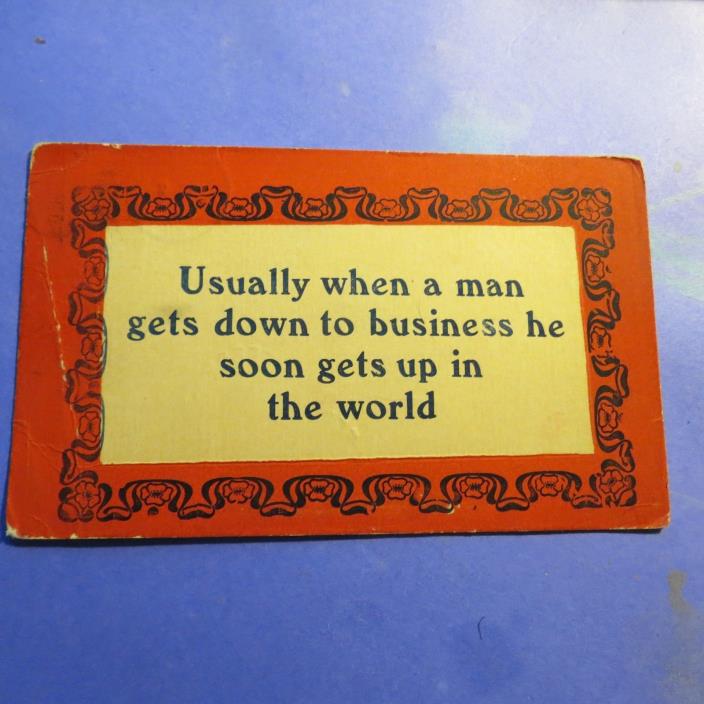 Usually when a man
gets down to business he
soon gets up in
the world